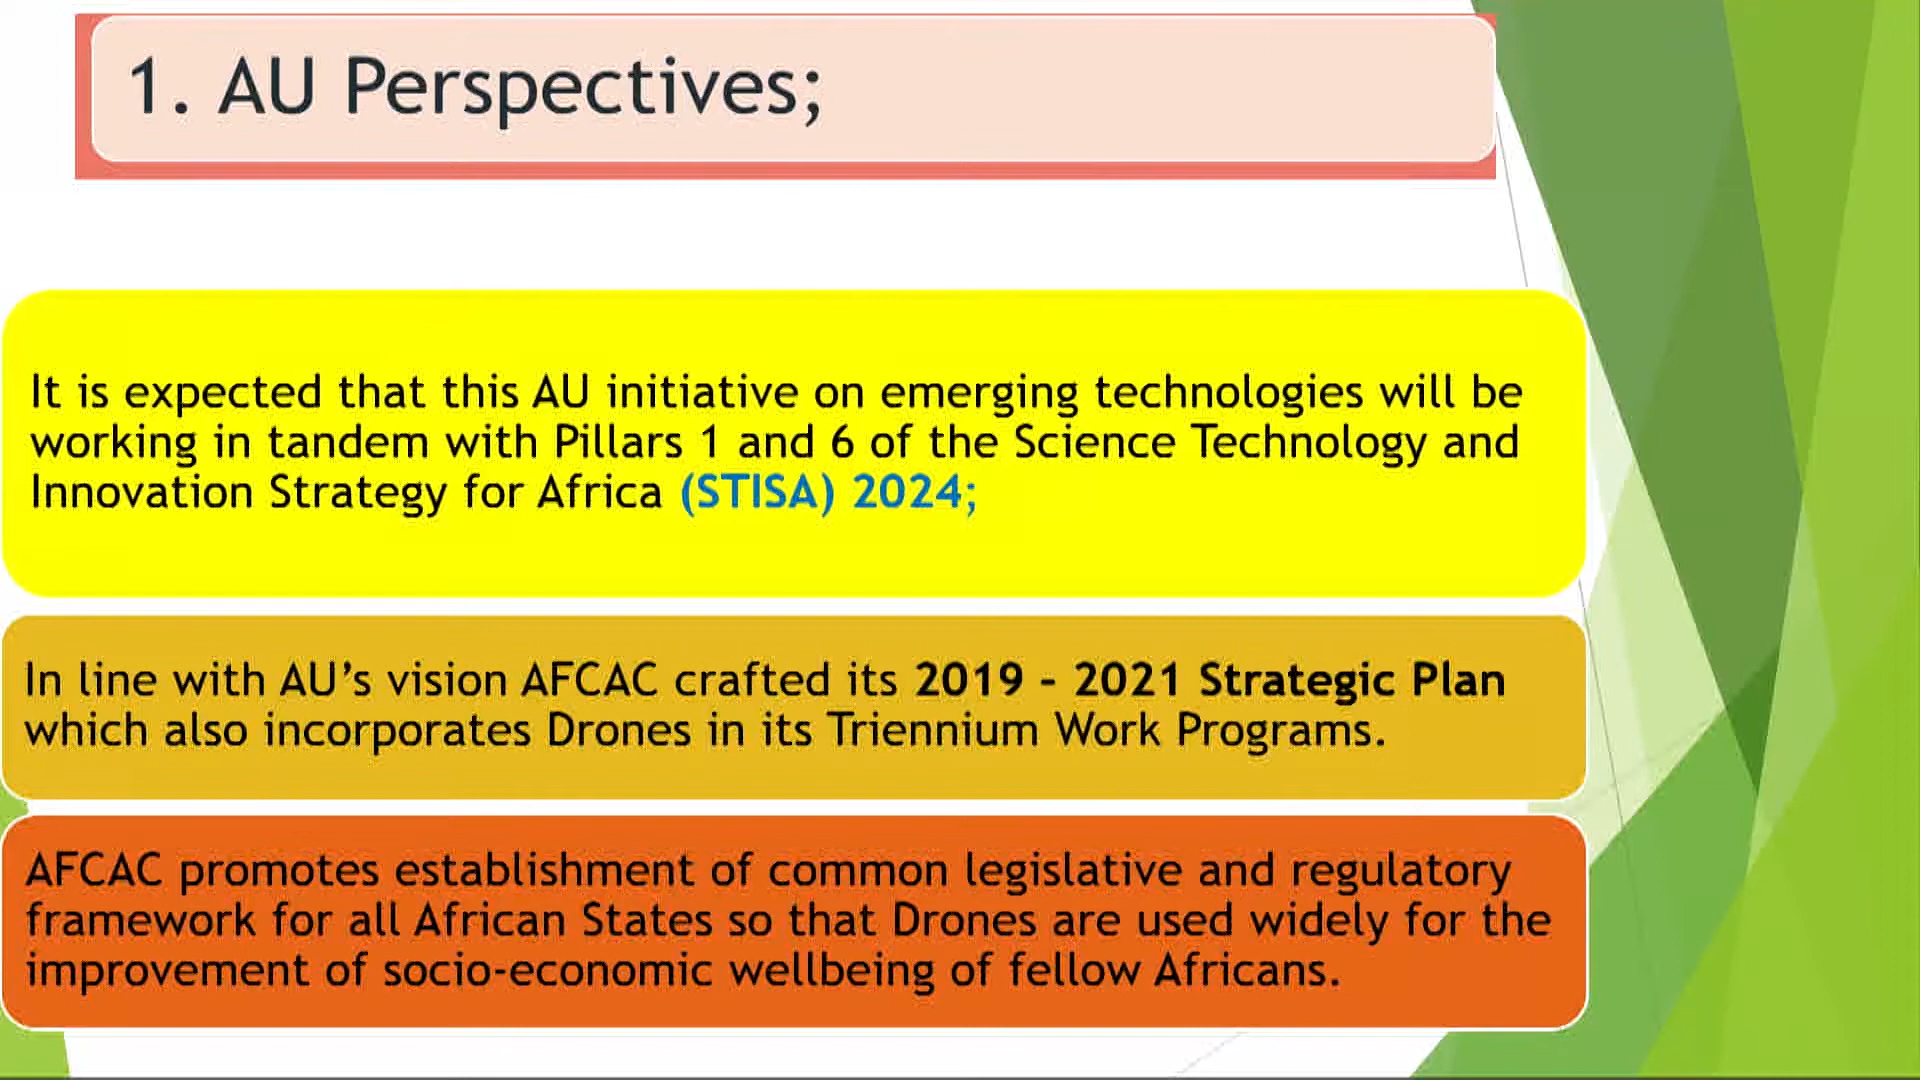 1. AU Perspectives;
It is expected that this AU initiative on emerging technologies will be
working in tandem with Pillars 1 and 6 of the Science Technology and
Innovation Strategy for Africa (STISA) 2024;
In line with AU’s vision AFCAC crafted its 2019 – 2021 Strategic Plan
which also incorporates Drones in its Triennium Work Programs.
AFCAC promotes establishment of common legislative and regulatory
framework for all African States so that Drones are used widely for the
improvement of socio-economic wellbeing of fellow Africans.